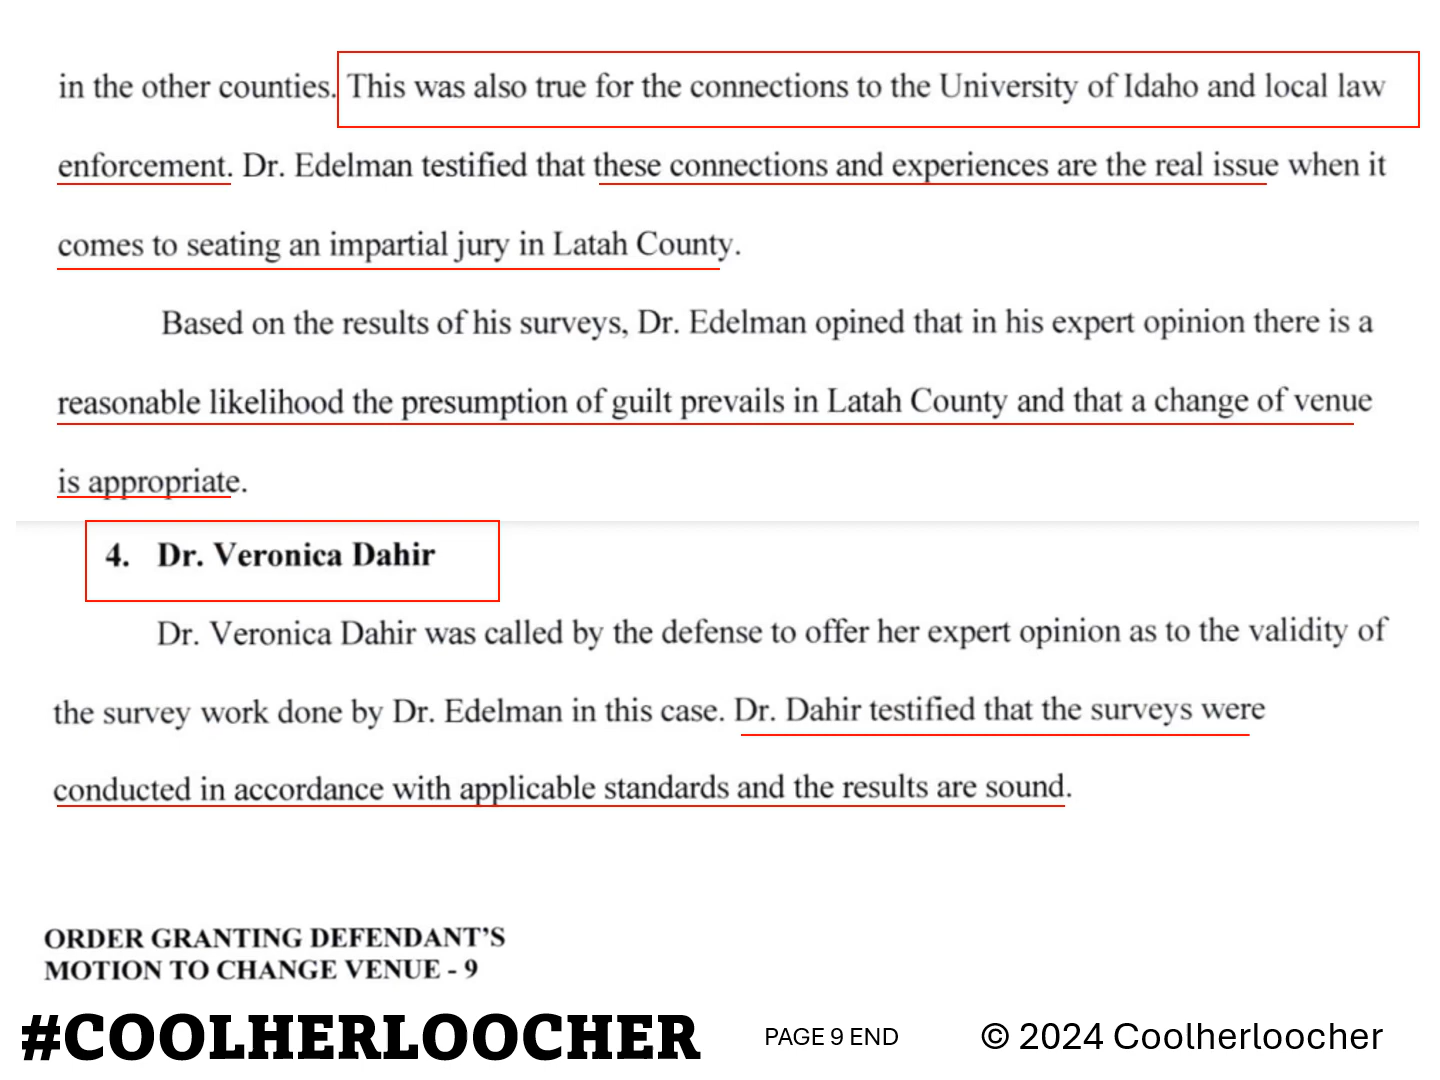 in the other counties. This was also true for the connections to the University of Idaho and local law
enforcement. Dr. Edelman testified that these connections and experiences are the real issue when it
comes to seating an impartial jury in Latah County.
Based on the results of his surveys, Dr. Edelman opined that in his expert opinion there is a
reasonable likelihood the presumption of guilt prevails in Latah County and that a change of venue
is appropriate.
4. Dr. Veronica Dahir
Dr. Veronica Dahir was called by the defense to offer her expert opinion as to the validity of
the survey work done by Dr. Edelman in this case. Dr. Dahir testified that the surveys were
conducted in accordance with applicable standards and the results are sound.
ORDER GRANTING DEFENDANT'S
MOTION TO CHANGE VENUE - 9
#COOLHERLOOCHER PAGE 9 END © 2024 Coolherloocher